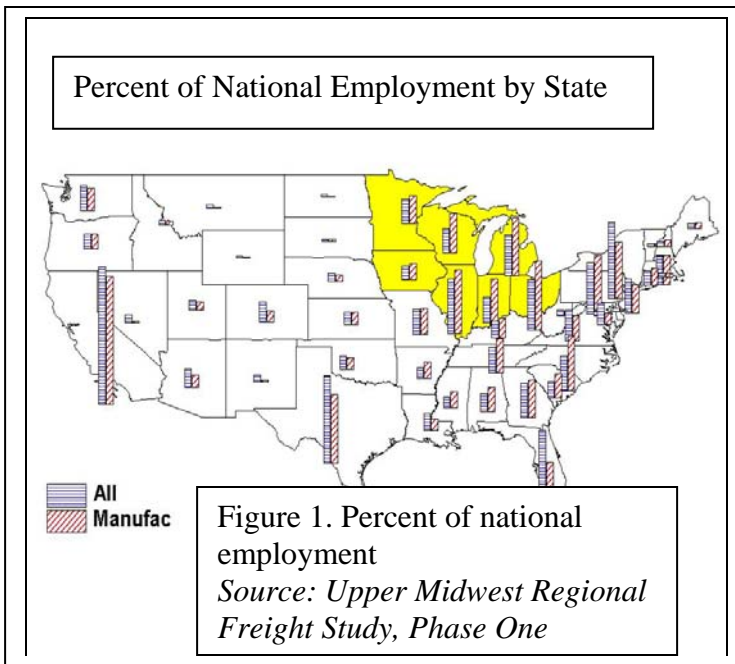 Percent of National Employment by State
All
Manufac
Figure 1. Percent of national
employment
Source: Upper Midwest Regional
Freight Study, Phase One